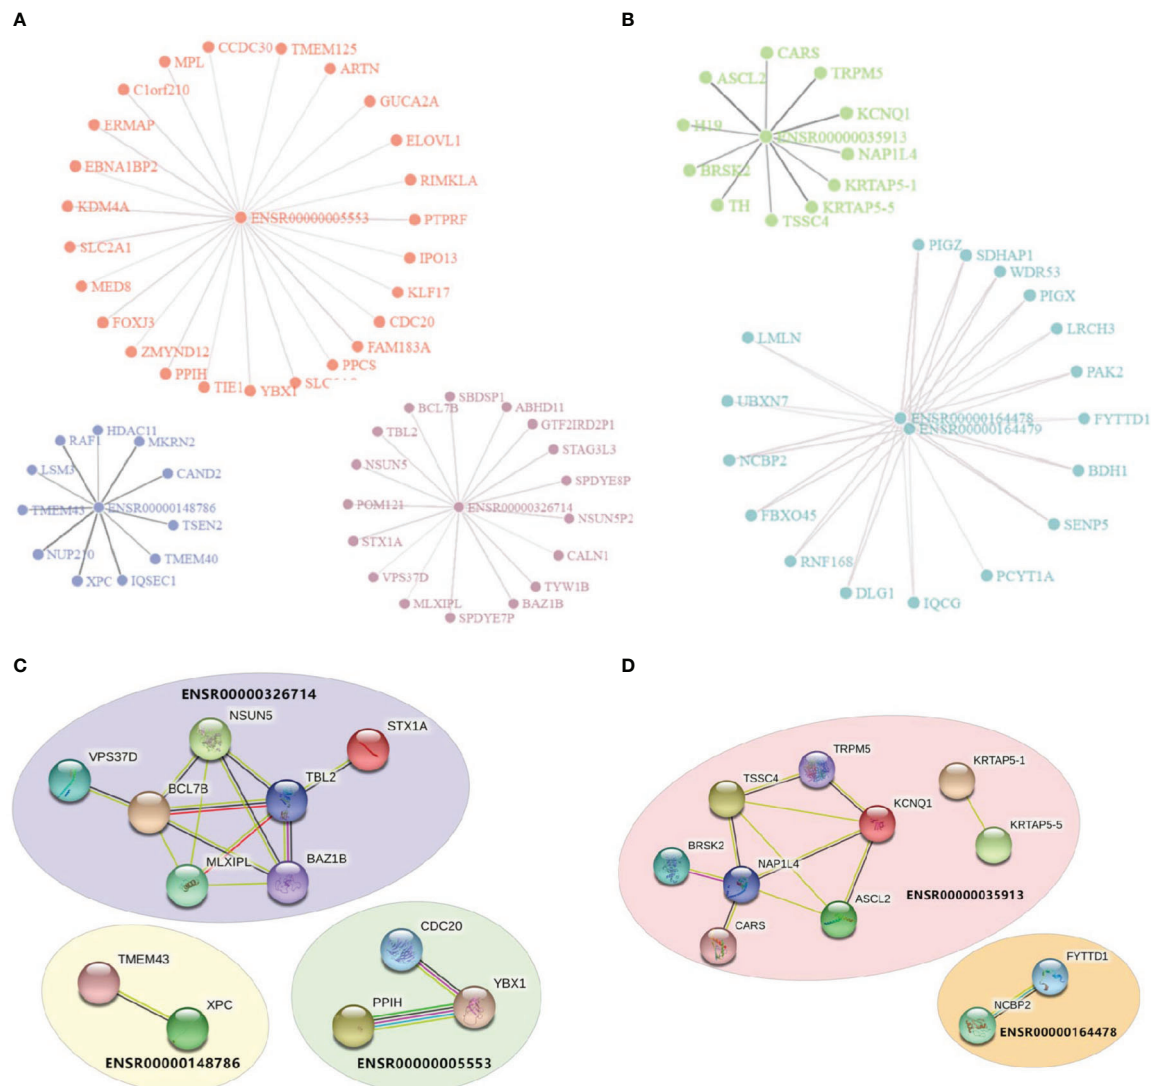 A
B
CCDC30
TMEM125
MPL
ARTN
C1orf210
GUCA2A
ERMAP
ELOVL1
EBNA1BP2
RIMKLA
KDM4A
ENSR00000005553
PTPRF
SLC2A1
IPO13
MED8
KLF17
FOXJ3
CDC20
ZMYND12
FAM183A
PPIH
PPCS
TIE1
YBX1
HDAC11
RAF1
MKRN2
LSM3
CAND2
TMEM43
ENSR00000148786
TSEN2
NUP210
TMEM40
XPC
IQSEC1
SBDSP1
BCL7B
ABHD11
TBL2
GTF2IRD2P1
STAG3L3
NSUN5
SPDYE8P
POM121
ENSR00000326714
NSUN5P2
STX1A
CALN1
VPS37D
TYW1B
MLXIPL
BAZ1B
SPDYE7P
CARS
ASCL2
TRPM5
H19
KCNQ1
ENSR00000035913
NAP1L4
BRSK2
KRTAP5-1
TH
KRTAP5-5
TSSC4
PIGZ
SDHAP1
WDR53
PIGX
LMLN
LRCH3
PAK2
UBXN7
ENSR00000164478
FYTTD1
ENSR00000164479
NCBP2
BDH1
FBXO45
SENP5
RNF168
PCYT1A
DLG1
IQCG
C
D
ENSR00000326714
NSUN5
STX1A
VPS37D
TBL2
BCL7B
MLXIPL
BAZ1B
TMEM43
XPC
ENSR00000148786
CDC20
YBX1
PPIH
ENSR00000005553
TRPM5
KRTAP5-1
TSSC4
KCNQ1
KRTAP5-5
BRSK2
NAP1L4
ENSR00000035913
ASCL2
CARS
FYTTD1
NCBP2
ENSR00000164478